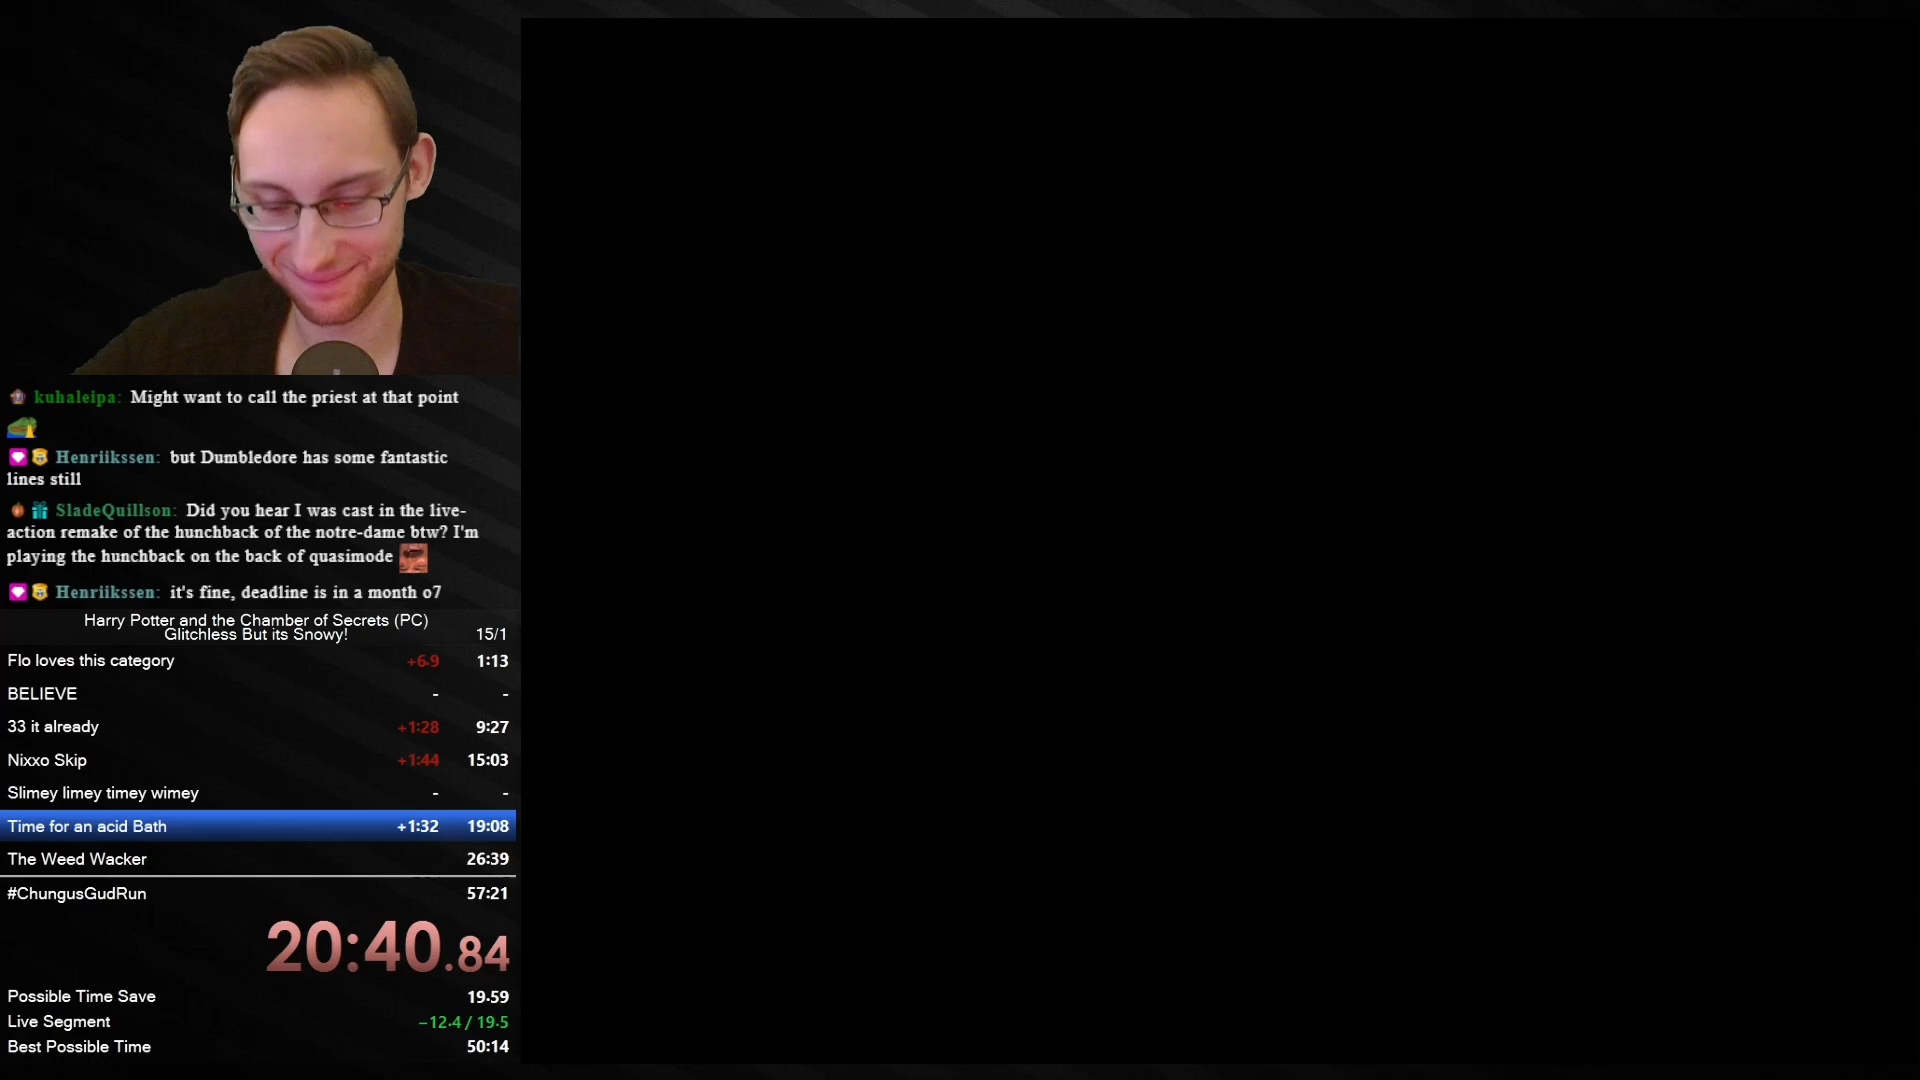 kuhaleipa: Might want to call the priest at that point
Henriikssen: but Dumbledore has some fantastic
lines still
SladeQuillson: Did you hear I was cast in the live-
action remake of the hunchback of the notre-dame btw? I'm
playing the hunchback on the back of quasimode
Henriikssen: it's fine, deadline is in a month o7
Harry Potter and the Chamber of Secrets (PC)
Glitchless But its Snowy! 15/1
Flo loves this category +6.9 1:13
BELIEVE - -
33 it already +1:28 9:27
Nixxo Skip +1:44 15:03
Slimey limey timey wimey - -
Time for an acid Bath +1:32 19:08
The Weed Wacker 26:39
#ChungusGudRun 57:21
20:40.84
Possible Time Save 19.59
Live Segment −12.4 / 19.5
Best Possible Time 50:14